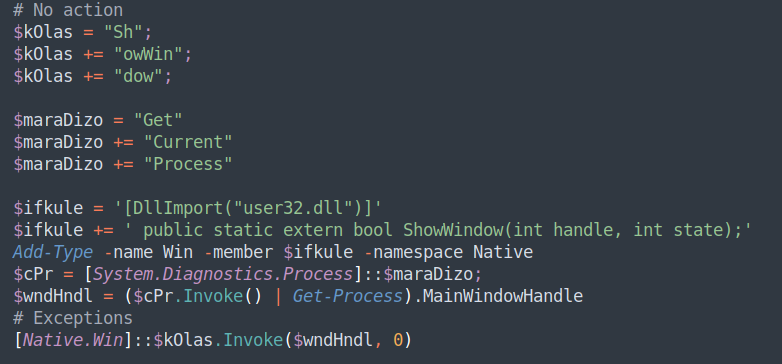 # No action
$kOlas = "Sh";
$kOlas += "owWin";
$kOlas += "dow";
$maraDizo = "Get"
$maraDizo += "Current"
$maraDizo += "Process"
$ifkule = '[DllImport("user32.dll")]'
$ifkule += ' public static extern bool ShowWindow(int handle, int state);'
Add-Type -name Win -member $ifkule -namespace Native
$cPr = [System.Diagnostics.Process]::$maraDizo;
$wndHndl = ($cPr.Invoke() | Get-Process).MainWindowHandle
# Exceptions
[Native.Win]::$kOlas.Invoke($wndHndl, 0)